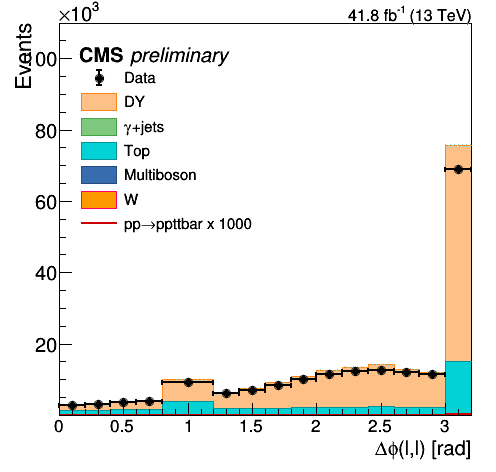 ×10³
41.8 fb⁻¹ (13 TeV)
Events
CMS preliminary
Data
DY
γ+jets
Top
Multiboson
W
pp→ppttbar x 1000
80
60
40
20
0
0.5
1
1.5
2
2.5
3
Δϕ(l,l) [rad]